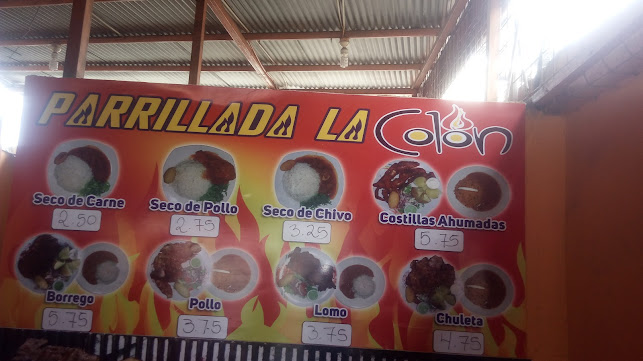 PARRILLADA LA Colón
Seco de Carne
2.50
Seco de Pollo
2.75
Seco de Chivo
3.25
Costillas Ahumadas
5.75
Borrego
5.75
Pollo
3.75
Lomo
3.75
Chuleta
4.75